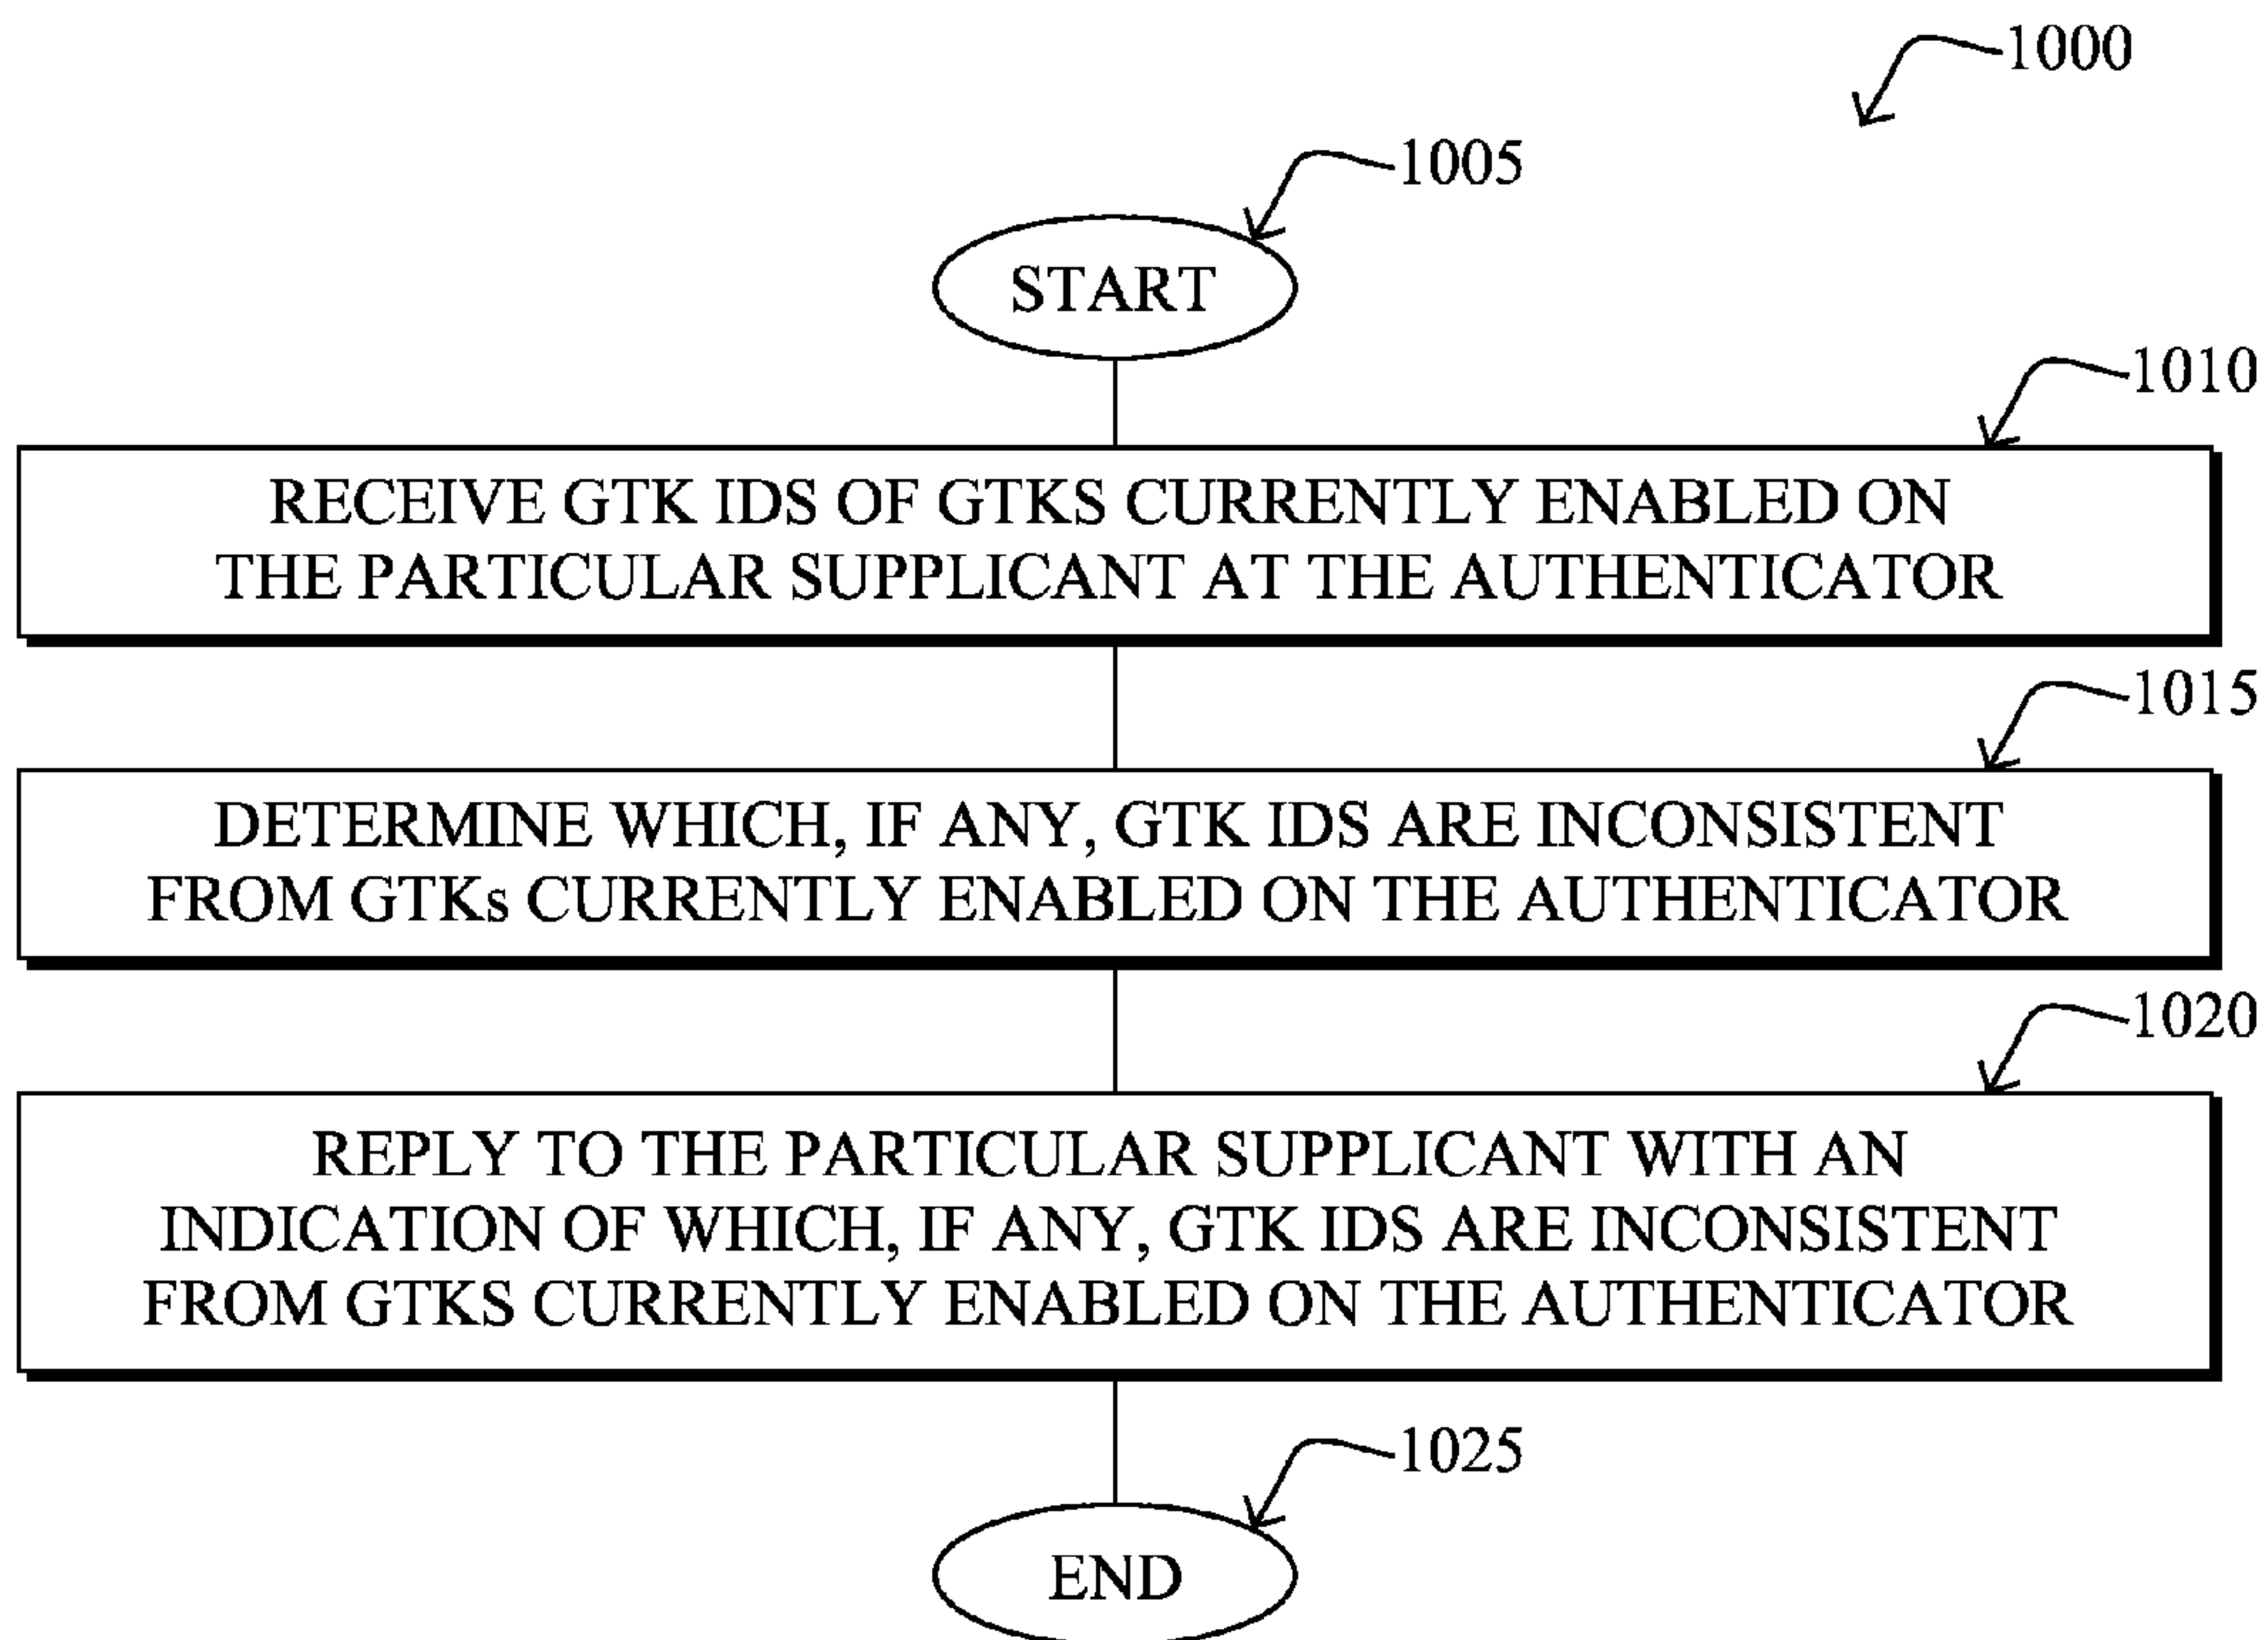 1000
1005
START
1010
RECEIVE GTK IDS OF GTKS CURRENTLY ENABLED ON
THE PARTICULAR SUPPLICANT AT THE AUTHENTICATOR
1015
DETERMINE WHICH, IF ANY, GTK IDS ARE INCONSISTENT
FROM GTKs CURRENTLY ENABLED ON THE AUTHENTICATOR
1020
REPLY TO THE PARTICULAR SUPPLICANT WITH AN
INDICATION OF WHICH, IF ANY, GTK IDS ARE INCONSISTENT
FROM GTKS CURRENTLY ENABLED ON THE AUTHENTICATOR
1025
END